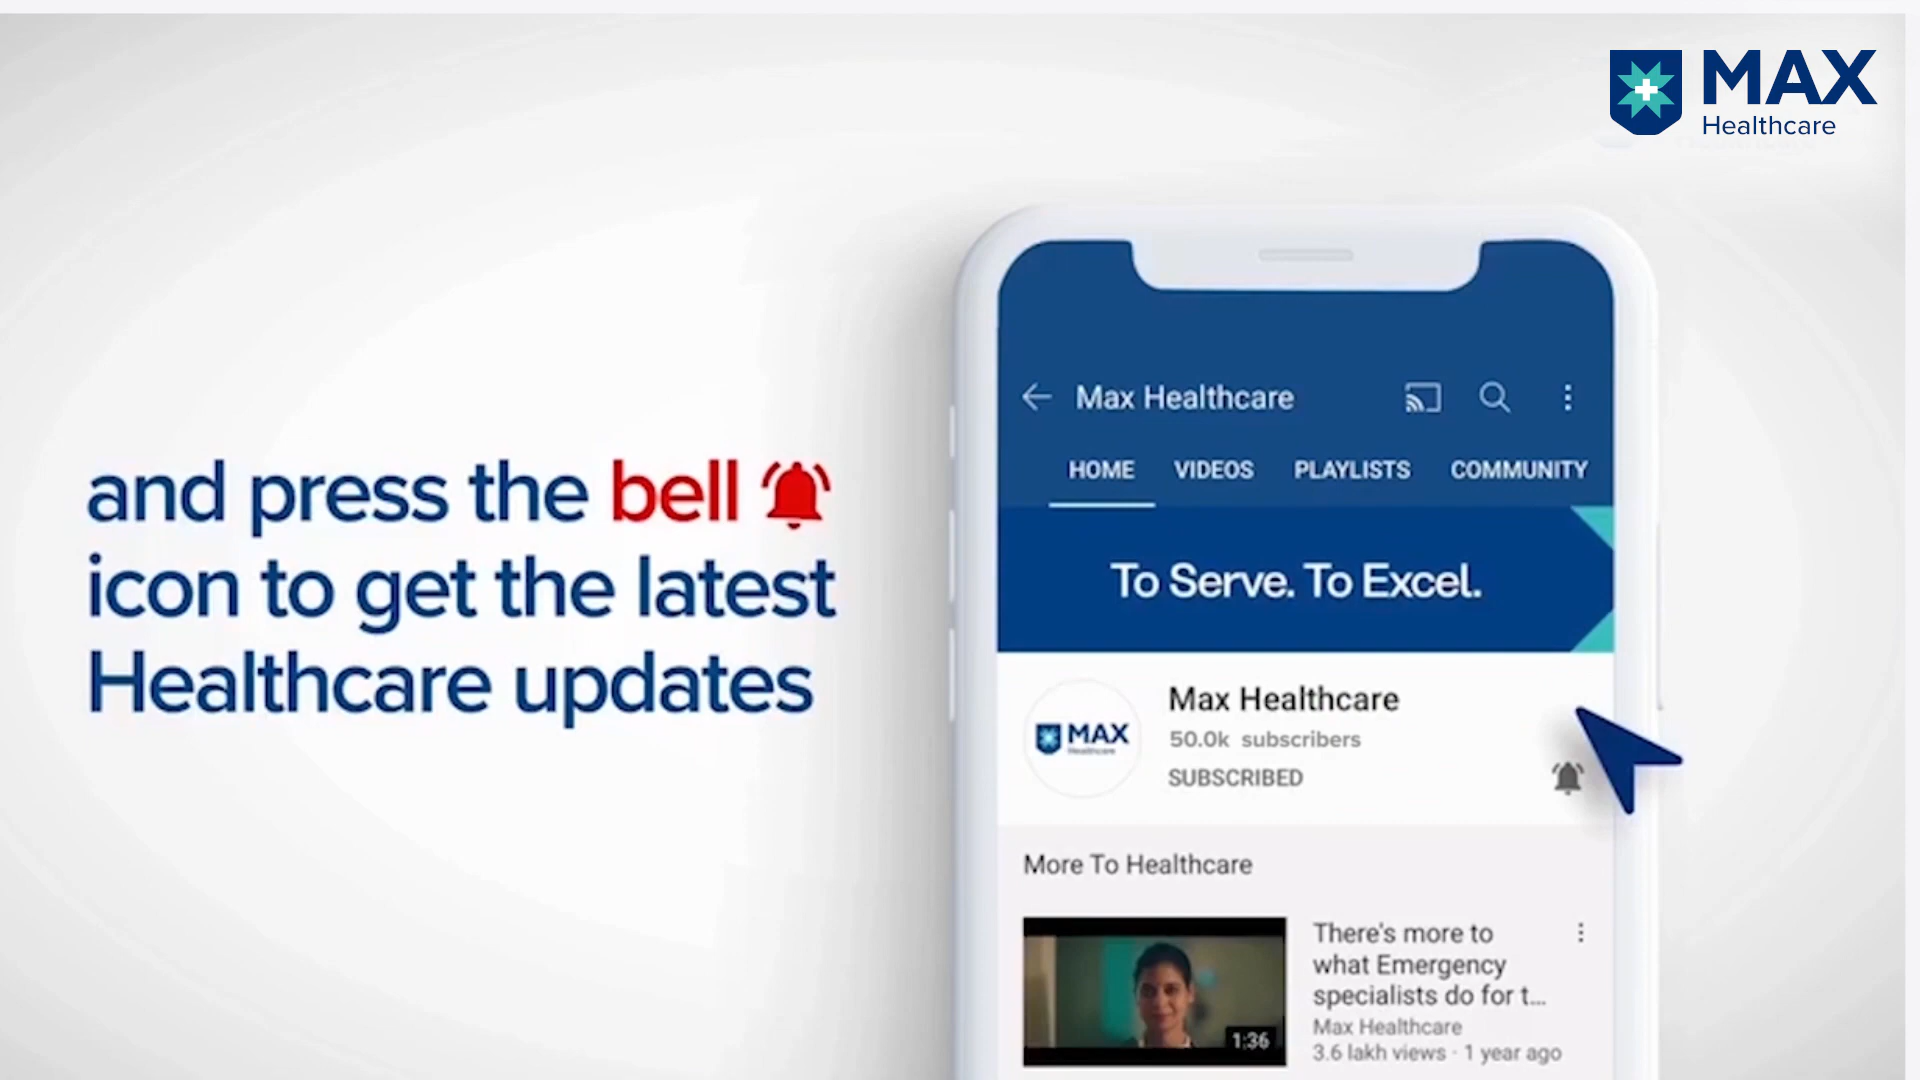 MAX
Healthcare
and press the bell
icon to get the latest
Healthcare updates
Max Healthcare
HOME VIDEOS PLAYLISTS COMMUNITY
To Serve. To Excel.
MAX
Healthcare
Max Healthcare
50.0k subscribers
SUBSCRIBED
More To Healthcare
There's more to
what Emergency
specialists do for t...
Max Healthcare
3.6 lakh views · 1 year ago
1:36